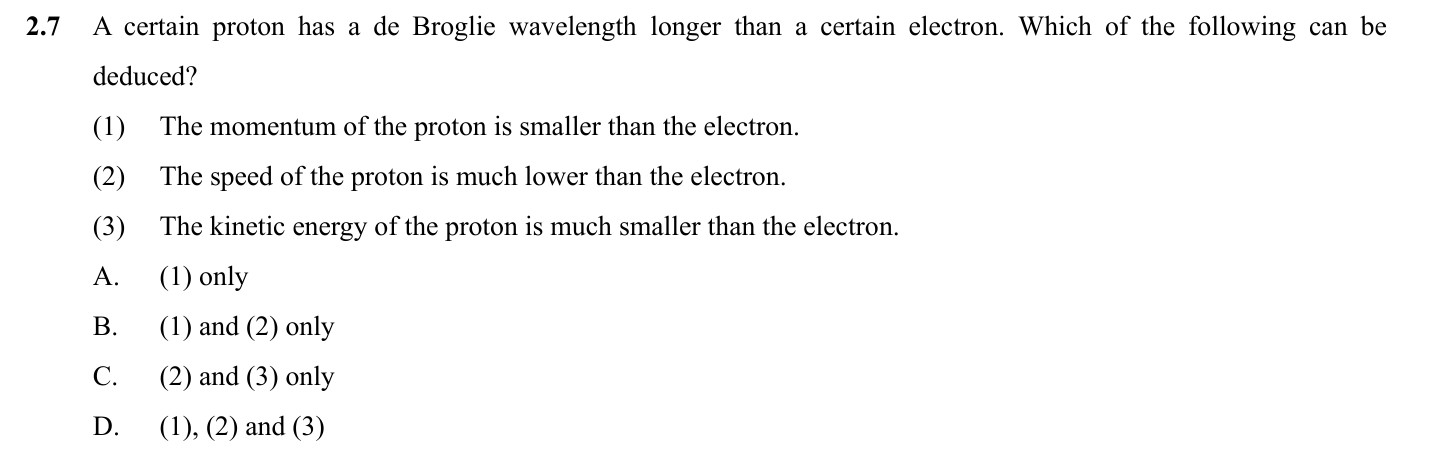 2.7 A certain proton has a de Broglie wavelength longer than a certain electron. Which of the following can be
deduced?
(1) The momentum of the proton is smaller than the electron.
(2) The speed of the proton is much lower than the electron.
(3) The kinetic energy of the proton is much smaller than the electron.
A. (1) only
B. (1) and (2) only
C. (2) and (3) only
D. (1), (2) and (3)